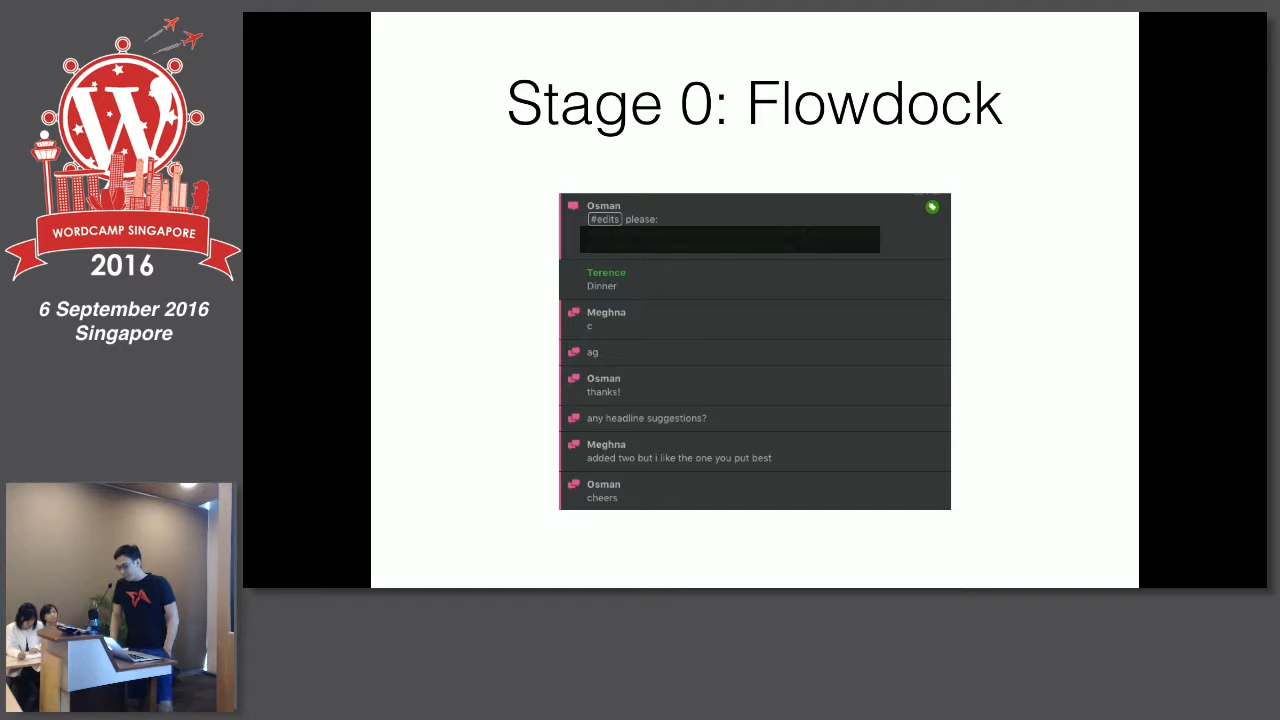 WORDCAMP SINGAPORE
2016
6 September 2016
Singapore
Stage 0: Flowdock
Osman
#edits please:
Terence
Dinner
Meghna
c
ag
Osman
thanks!
any headline suggestions?
Meghna
added two but i like the one you put best
Osman
cheers